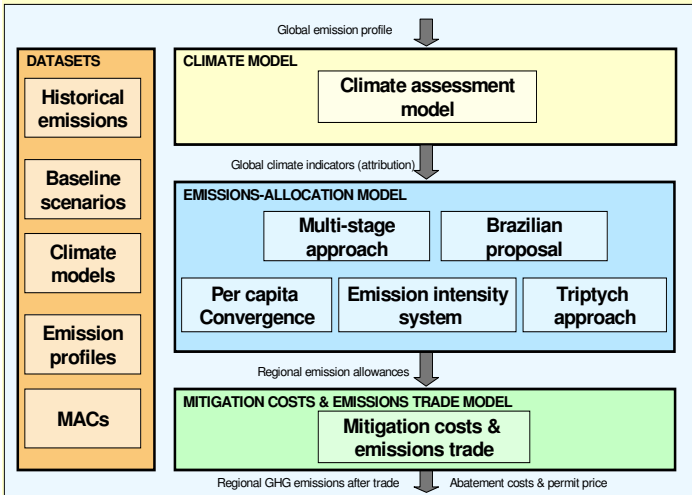 Global emission profile
DATASETS
Historical
emissions
Baseline
scenarios
Climate
models
Emission
profiles
MACs
CLIMATE MODEL
Climate assessment
model
Global climate indicators (attribution)
EMISSIONS-ALLOCATION MODEL
Multi-stage
approach
Brazilian
proposal
Per capita
Convergence
Emission intensity
system
Triptych
approach
Regional emission allowances
MITIGATION COSTS & EMISSIONS TRADE MODEL
Mitigation costs &
emissions trade
Regional GHG emissions after trade
Abatement costs & permit price